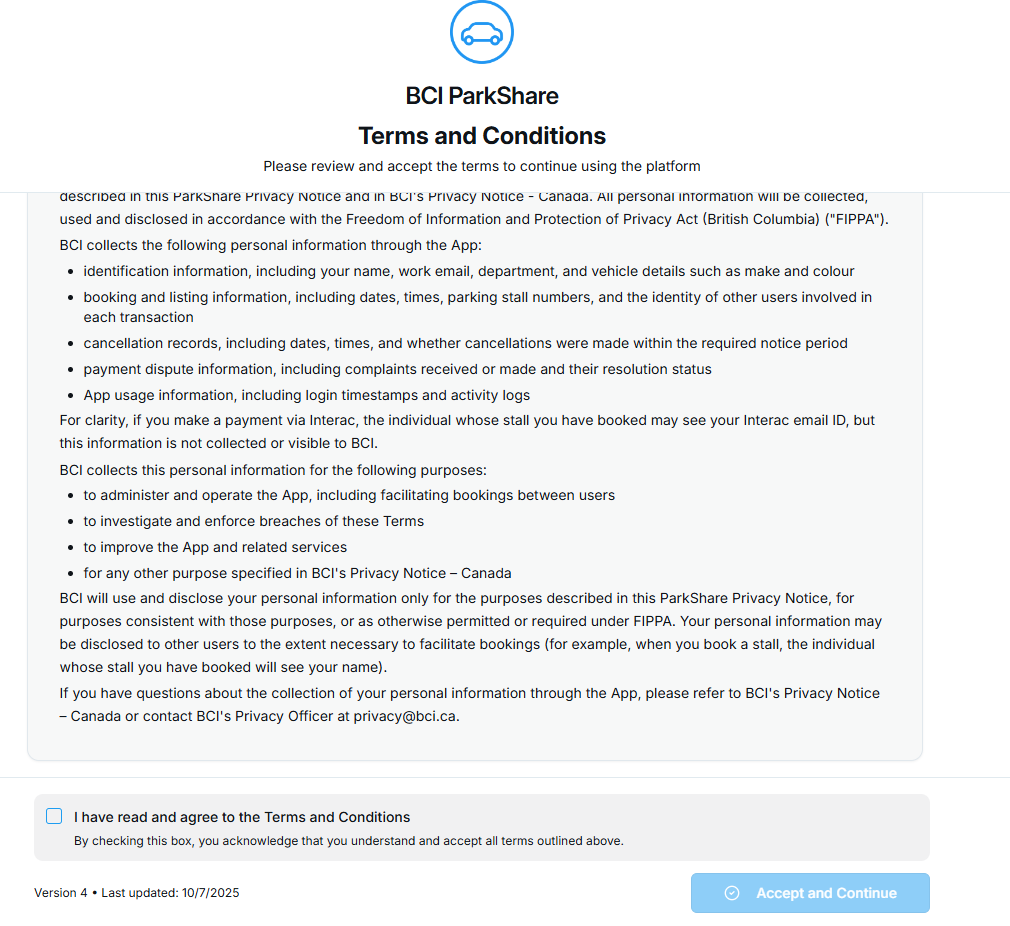 BCI ParkShare
Terms and Conditions
Please review and accept the terms to continue using the platform
described in this ParkShare Privacy Notice and in BCI's Privacy Notice - Canada. All personal information will be collected,
used and disclosed in accordance with the Freedom of Information and Protection of Privacy Act (British Columbia) ("FIPPA").
BCI collects the following personal information through the App:
• identification information, including your name, work email, department, and vehicle details such as make and colour
• booking and listing information, including dates, times, parking stall numbers, and the identity of other users involved in
each transaction
• cancellation records, including dates, times, and whether cancellations were made within the required notice period
• payment dispute information, including complaints received or made and their resolution status
• App usage information, including login timestamps and activity logs
For clarity, if you make a payment via Interac, the individual whose stall you have booked may see your Interac email ID, but
this information is not collected or visible to BCI.
BCI collects this personal information for the following purposes:
• to administer and operate the App, including facilitating bookings between users
• to investigate and enforce breaches of these Terms
• to improve the App and related services
• for any other purpose specified in BCI's Privacy Notice – Canada
BCI will use and disclose your personal information only for the purposes described in this ParkShare Privacy Notice, for
purposes consistent with those purposes, or as otherwise permitted or required under FIPPA. Your personal information may
be disclosed to other users to the extent necessary to facilitate bookings (for example, when you book a stall, the individual
whose stall you have booked will see your name).
If you have questions about the collection of your personal information through the App, please refer to BCI's Privacy Notice
– Canada or contact BCI's Privacy Officer at privacy@bci.ca.
I have read and agree to the Terms and Conditions
By checking this box, you acknowledge that you understand and accept all terms outlined above.
Version 4 • Last updated: 10/7/2025
Accept and Continue